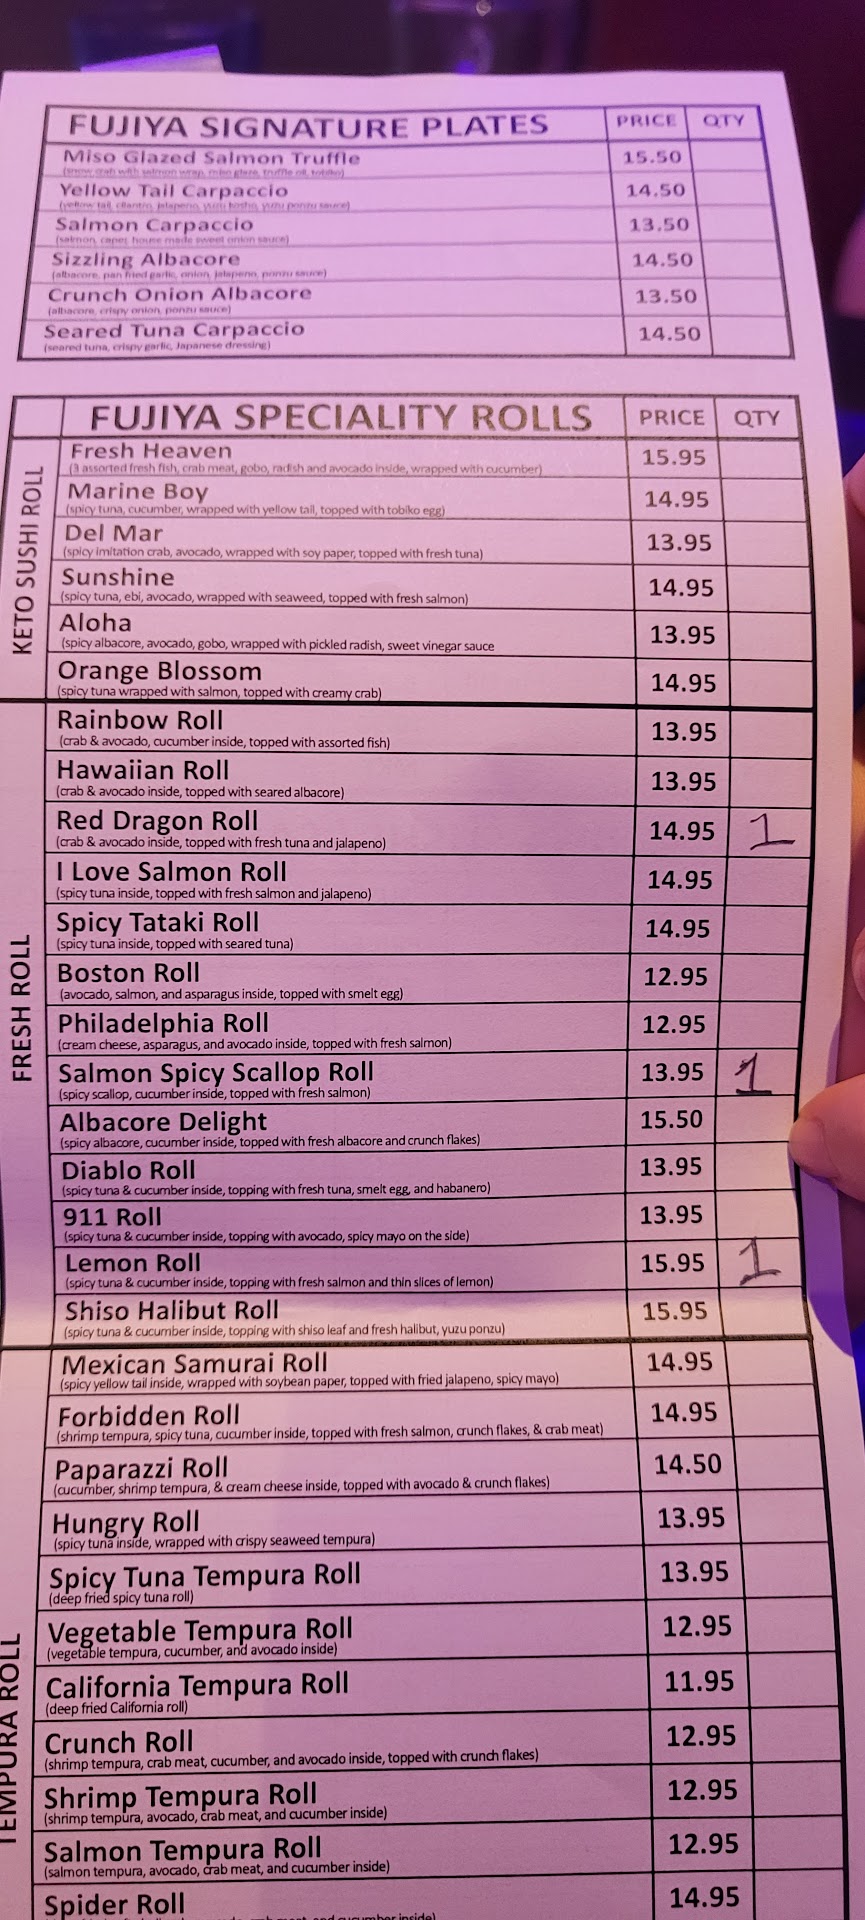 FUJIYA SIGNATURE PLATES PRICE QTY
Miso Glazed Salmon Truffle 15.50
(snow crab with salmon wrap, miso glaze, truffle oil, tobiko)
Yellow Tail Carpaccio 14.50
(yellow tail, cilantro, jalapeno, yuzu kosho, yuzu ponzu sauce)
Salmon Carpaccio 13.50
(salmon, caper, house made sweet onion sauce)
Sizzling Albacore 14.50
(albacore, pan fried garlic, onion, jalapeno, ponzu sauce)
Crunch Onion Albacore 13.50
(albacore, crispy onion, ponzu sauce)
Seared Tuna Carpaccio 14.50
(seared tuna, crispy garlic, Japanese dressing)
FUJIYA SPECIALITY ROLLS PRICE QTY
KETO SUSHI ROLL
Fresh Heaven 15.95
(3 assorted fresh fish, crab meat, gobo, radish and avocado inside, wrapped with cucumber)
Marine Boy 14.95
(spicy tuna, cucumber, wrapped with yellow tail, topped with tobiko egg)
Del Mar 13.95
(spicy imitation crab, avocado, wrapped with soy paper, topped with fresh tuna)
Sunshine 14.95
(spicy tuna, ebi, avocado, wrapped with seaweed, topped with fresh salmon)
Aloha 13.95
(spicy albacore, avocado, gobo, wrapped with pickled radish, sweet vinegar sauce
Orange Blossom 14.95
(spicy tuna wrapped with salmon, topped with creamy crab)
FRESH ROLL
Rainbow Roll 13.95
(crab & avocado, cucumber inside, topped with assorted fish)
Hawaiian Roll 13.95
(crab & avocado inside, topped with seared albacore)
Red Dragon Roll 14.95 1
(crab & avocado inside, topped with fresh tuna and jalapeno)
I Love Salmon Roll 14.95
(spicy tuna inside, topped with fresh salmon and jalapeno)
Spicy Tataki Roll 14.95
(spicy tuna inside, topped with seared tuna)
Boston Roll 12.95
(avocado, salmon, and asparagus inside, topped with smelt egg)
Philadelphia Roll 12.95
(cream cheese, asparagus, and avocado inside, topped with fresh salmon)
Salmon Spicy Scallop Roll 13.95 1
(spicy scallop, cucumber inside, topped with fresh salmon)
Albacore Delight 15.50
(spicy albacore, cucumber inside, topped with fresh albacore and crunch flakes)
Diablo Roll 13.95
(spicy tuna & cucumber inside, topping with fresh tuna, smelt egg, and habanero)
911 Roll 13.95
(spicy tuna & cucumber inside, topping with avocado, spicy mayo on the side)
Lemon Roll 15.95 1
(spicy tuna & cucumber inside, topping with fresh salmon and thin slices of lemon)
Shiso Halibut Roll 15.95
(spicy tuna & cucumber inside, topping with shiso leaf and fresh halibut, yuzu ponzu)
TEMPURA ROLL
Mexican Samurai Roll 14.95
(spicy yellow tail inside, wrapped with soybean paper, topped with fried jalapeno, spicy mayo)
Forbidden Roll 14.95
(shrimp tempura, spicy tuna, cucumber inside, topped with fresh salmon, crunch flakes, & crab meat)
Paparazzi Roll 14.50
(cucumber, shrimp tempura, & cream cheese inside, topped with avocado & crunch flakes)
Hungry Roll 13.95
(spicy tuna inside, wrapped with crispy seaweed tempura)
Spicy Tuna Tempura Roll 13.95
(deep fried spicy tuna roll)
Vegetable Tempura Roll 12.95
(vegetable tempura, cucumber, and avocado inside)
California Tempura Roll 11.95
(deep fried California roll)
Crunch Roll 12.95
(shrimp tempura, crab meat, cucumber, and avocado inside, topped with crunch flakes)
Shrimp Tempura Roll 12.95
(shrimp tempura, avocado, crab meat, and cucumber inside)
Salmon Tempura Roll 12.95
(salmon tempura, avocado, crab meat, and cucumber inside)
Spider Roll 14.95